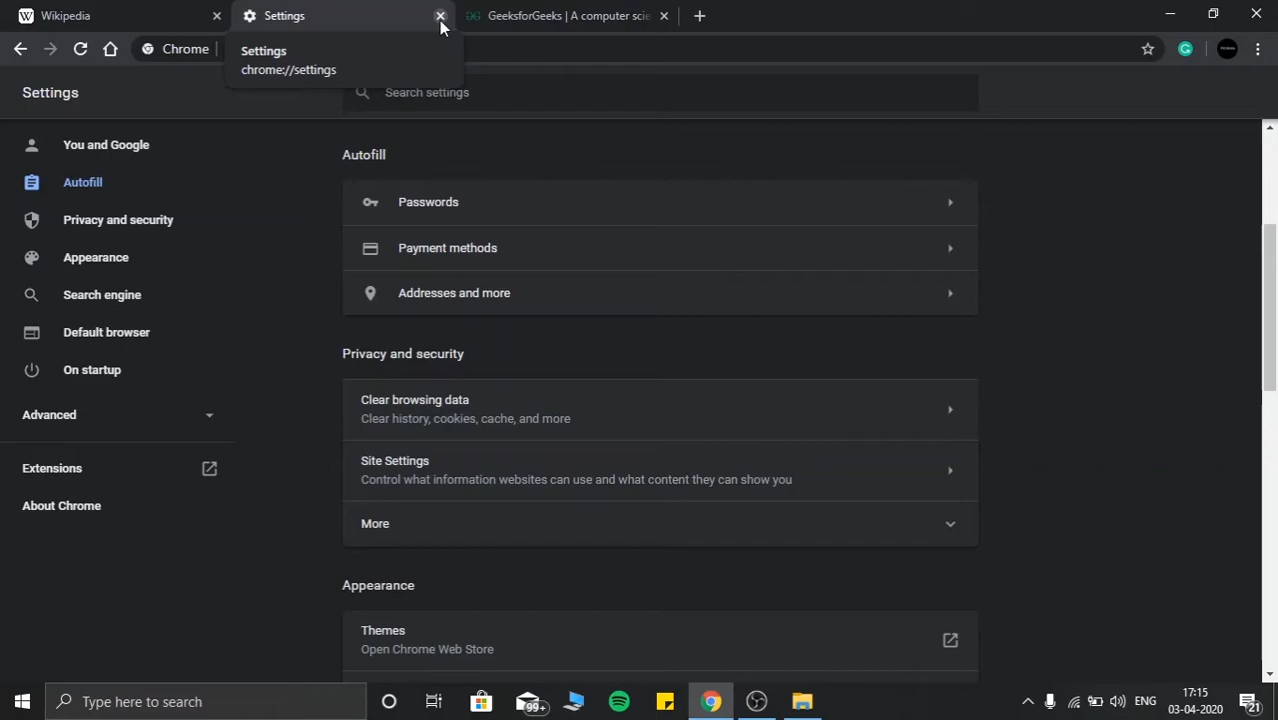 W Wikipedia
Settings
GeeksforGeeks | A computer scie
Chrome
Settings
chrome://settings
Settings
Search settings
You and Google
Autofill
Privacy and security
Appearance
Search engine
Default browser
On startup
Advanced
Extensions
About Chrome
Autofill
Passwords
Payment methods
Addresses and more
Privacy and security
Clear browsing data
Clear history, cookies, cache, and more
Site Settings
Control what information websites can use and what content they can show you
More
Appearance
Themes
Open Chrome Web Store
Type here to search
99+
ENG
17:15
03-04-2020
21